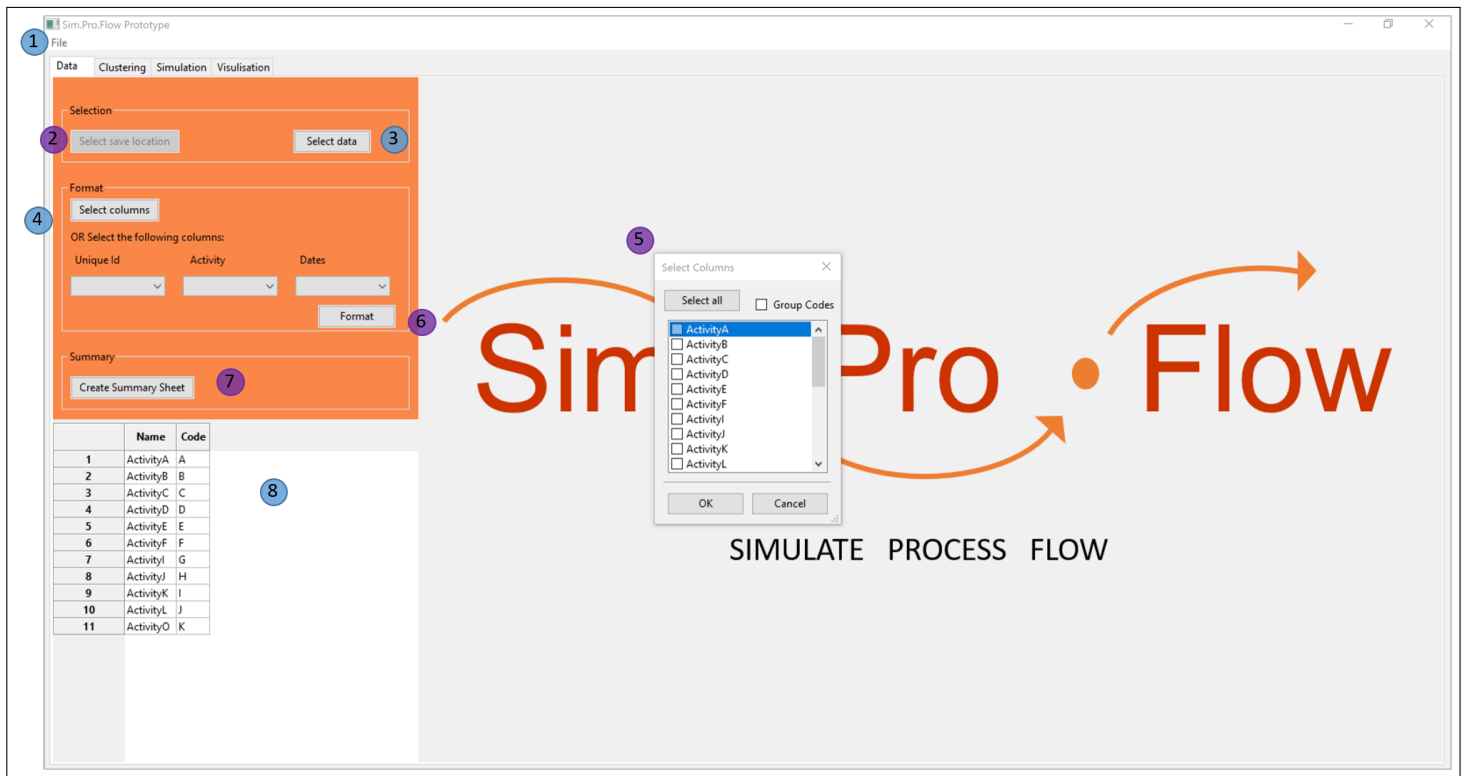 Sim.Pro.Flow Prototype
1
File
Data Clustering Simulation Visulisation
Selection
2 Select save location Select data 3
Format
4 Select columns
OR Select the following columns:
Unique Id Activity Dates
Format 6
Summary
Create Summary Sheet 7
Name Code
1 ActivityA A
2 ActivityB B
3 ActivityC C
4 ActivityD D
5 ActivityE E
6 ActivityF F
7 ActivityI G
8 ActivityJ H
9 ActivityK I
10 ActivityL J
11 ActivityO K
8
5
Select Columns
Select all Group Codes
ActivityA
ActivityB
ActivityC
ActivityD
ActivityE
ActivityF
ActivityI
ActivityJ
ActivityK
ActivityL
OK Cancel
Sim Pro • Flow
SIMULATE PROCESS FLOW